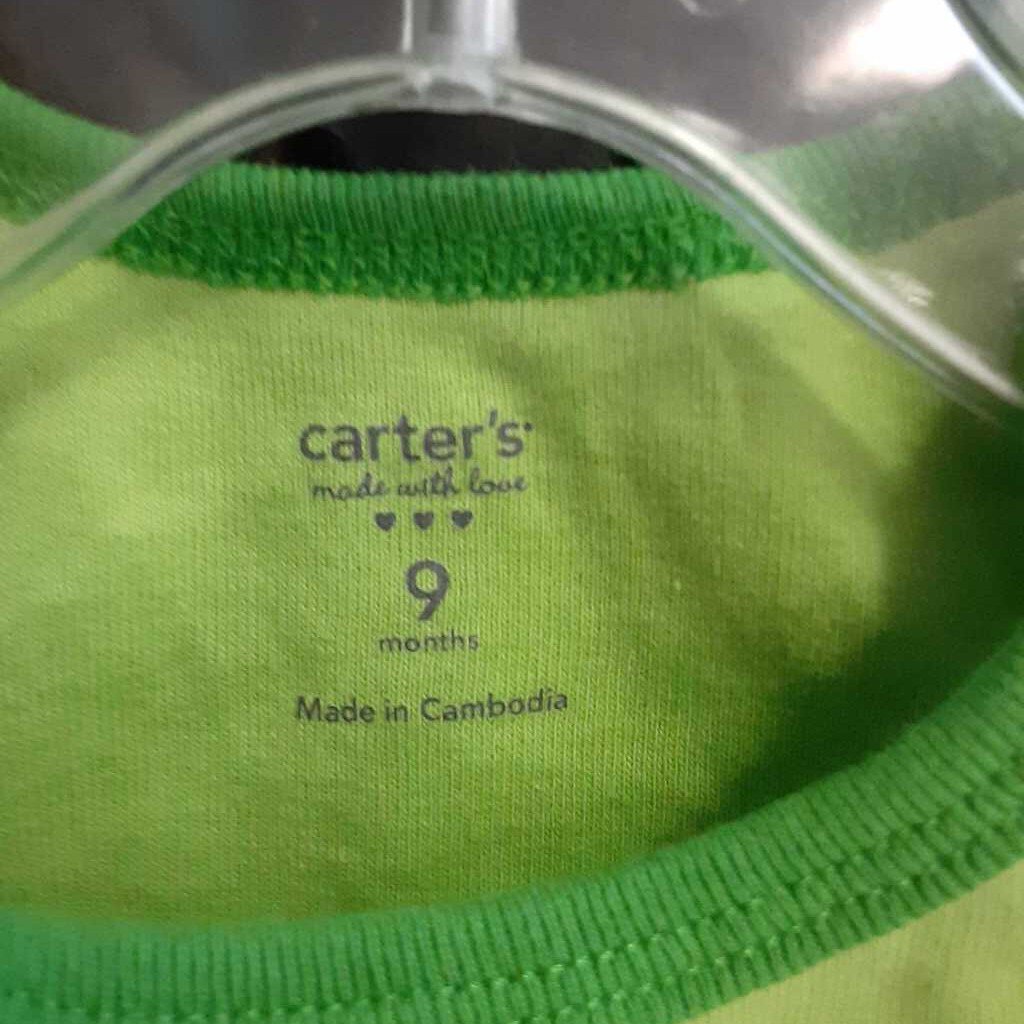 carter's
made with love
9
months
Made in Cambodia